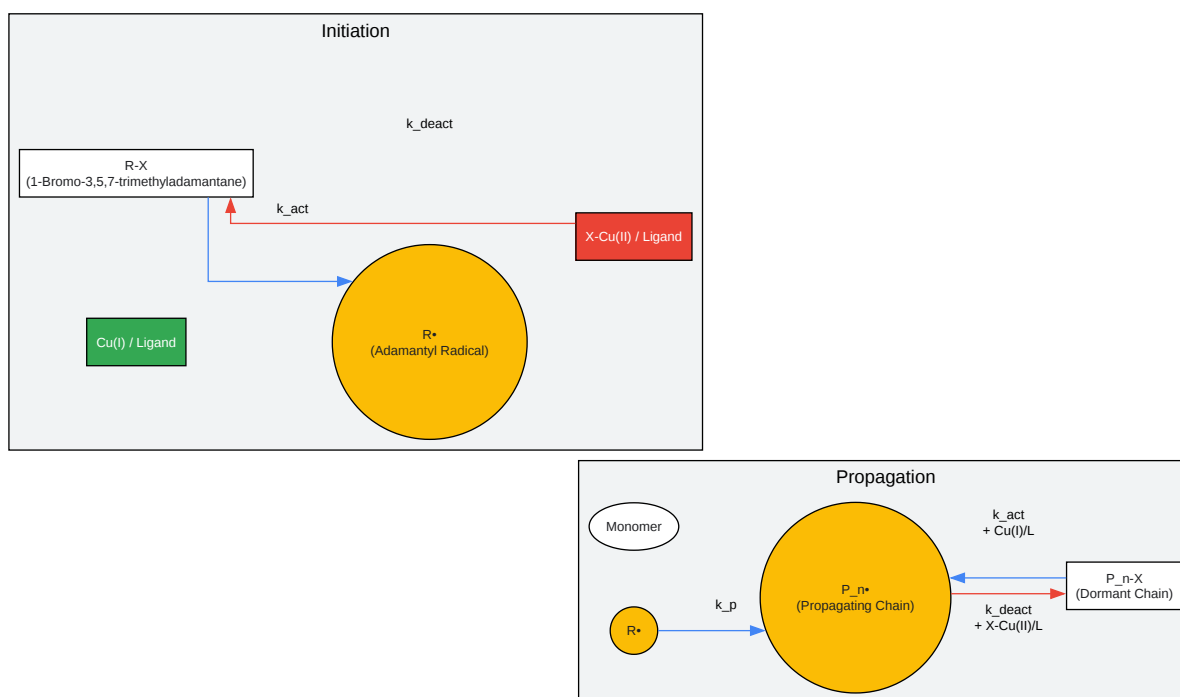 Initiation
k_deact
R-X
(1-Bromo-3,5,7-trimethyladamantane)
k_act
X-Cu(II) / Ligand
R•
(Adamantyl Radical)
Cu(I) / Ligand
Propagation
Monomer
k_act
+ Cu(I)/L
P_n•
(Propagating Chain)
P_n-X
(Dormant Chain)
k_p
R•
k_deact
+ X-Cu(II)/L